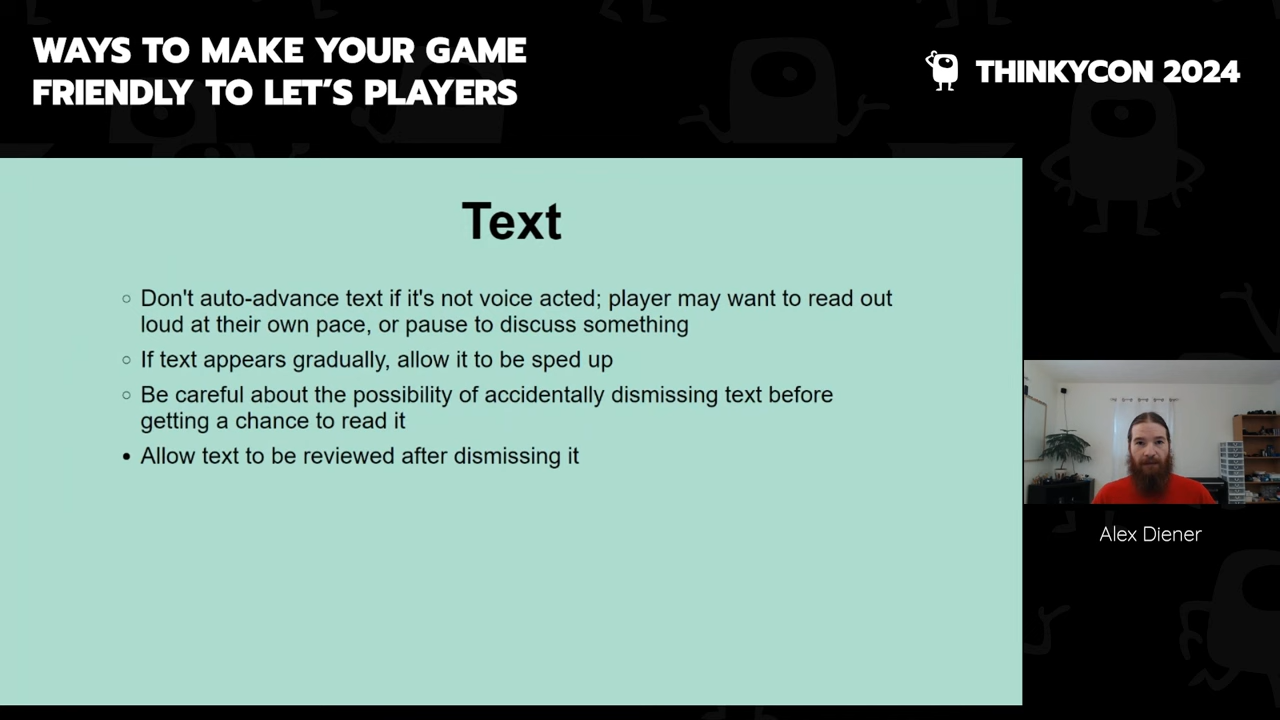 WAYS TO MAKE YOUR GAME
FRIENDLY TO LET'S PLAYERS
THINKYCON 2024
Text
Don't auto-advance text if it's not voice acted; player may want to read out
loud at their own pace, or pause to discuss something
If text appears gradually, allow it to be sped up
Be careful about the possibility of accidentally dismissing text before
getting a chance to read it
Allow text to be reviewed after dismissing it
Alex Diener